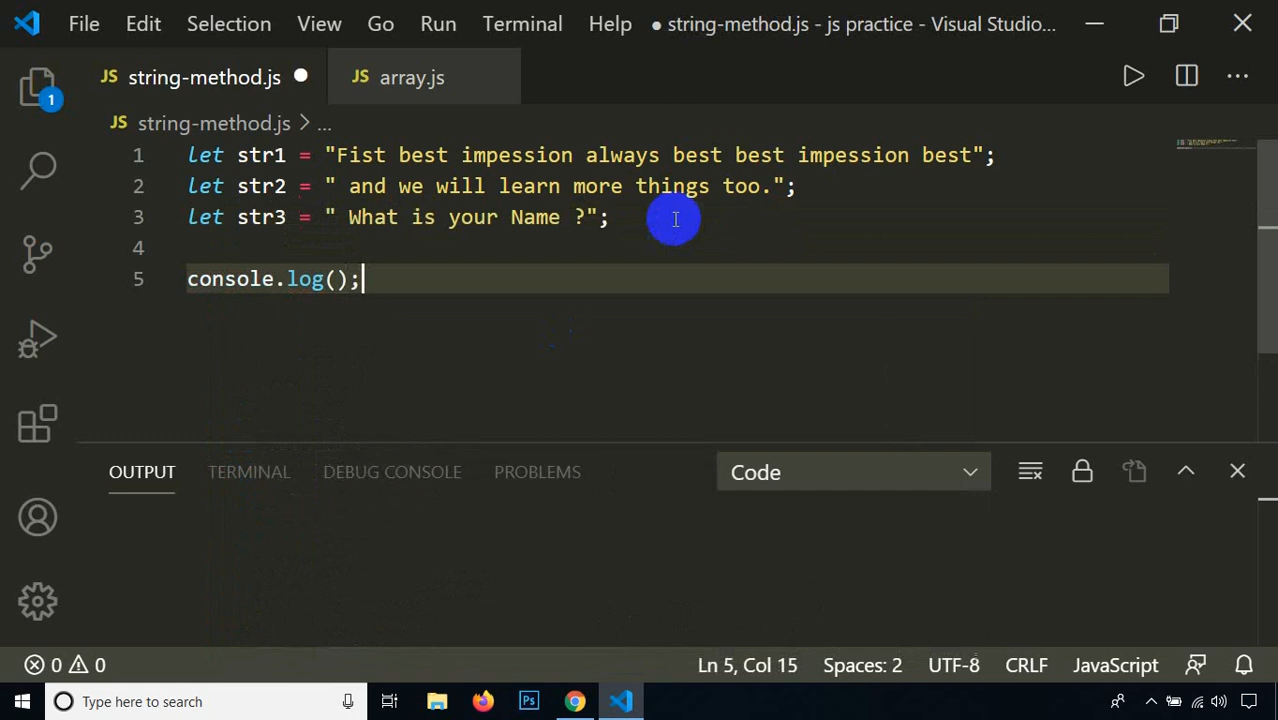 File Edit Selection View Go Run Terminal Help ● string-method.js - js practice - Visual Studio...
JS string-method.js ● JS array.js
1
JS string-method.js > ...
1 let str1 = "Fist best impession always best best impession best";
2 let str2 = " and we will learn more things too.";
3 let str3 = " What is your Name ?";
4
5 console.log();
OUTPUT TERMINAL DEBUG CONSOLE PROBLEMS Code
0 0 Ln 5, Col 15 Spaces: 2 UTF-8 CRLF JavaScript
Type here to search Ps